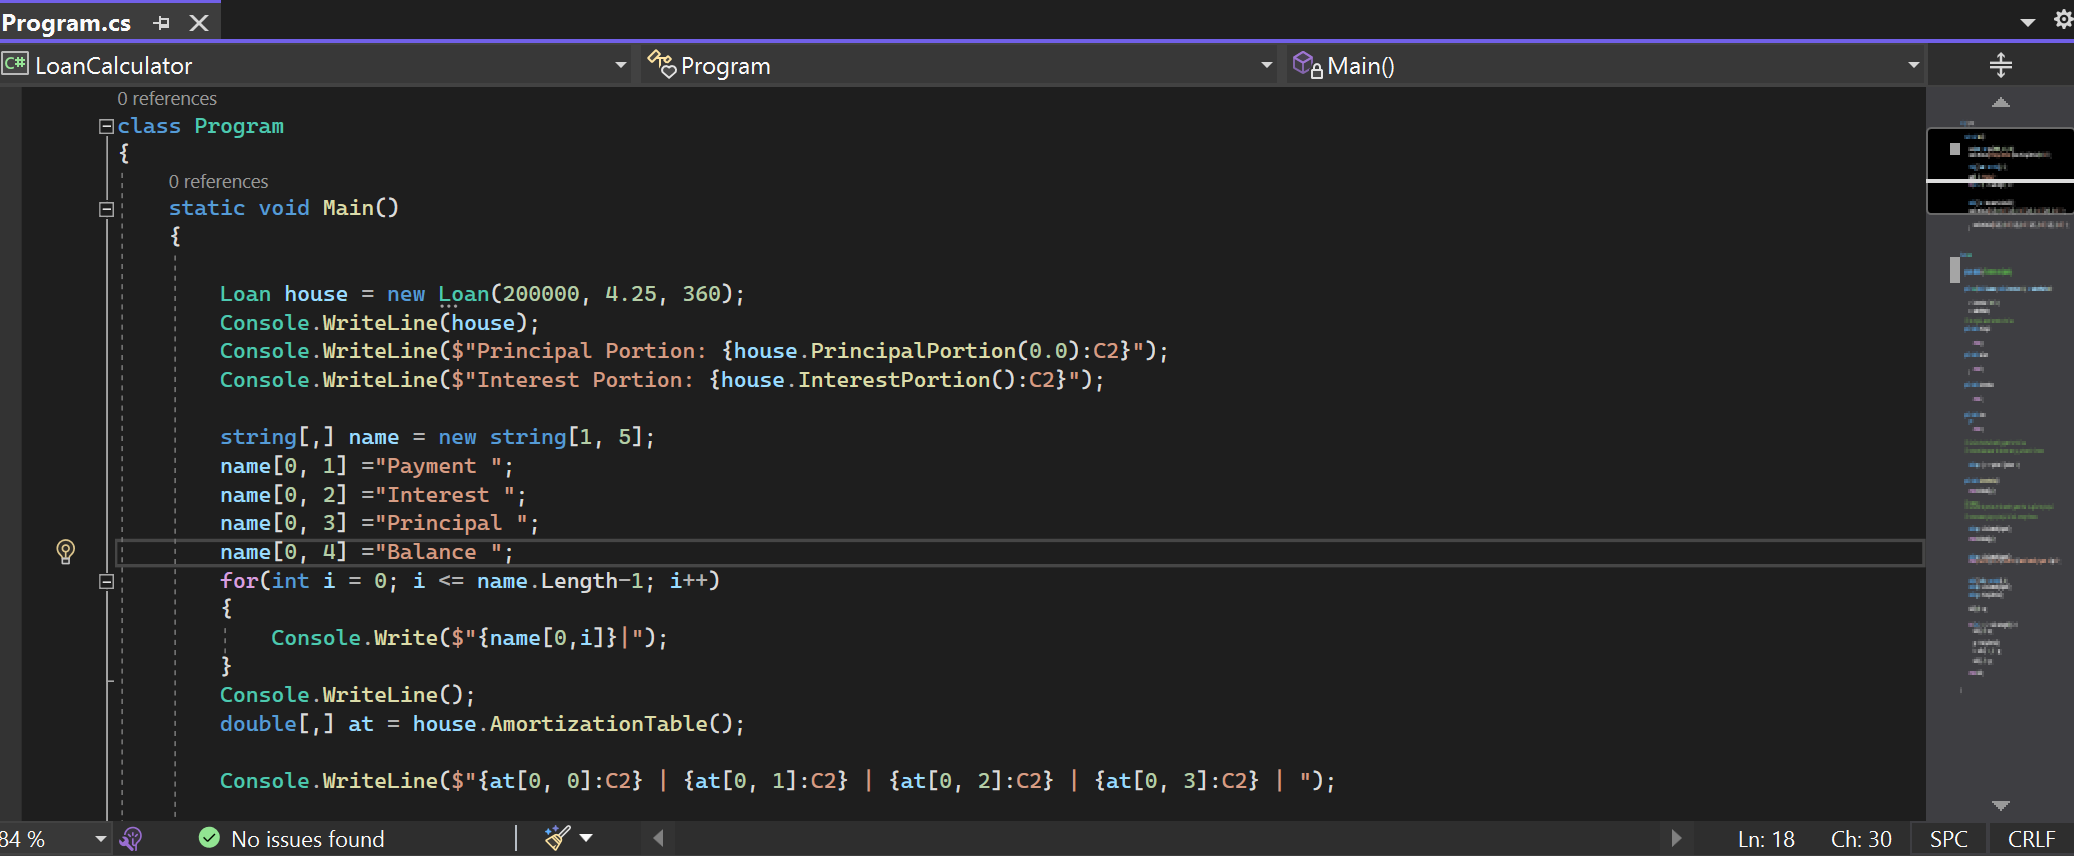 Program.cs
C# LoanCalculator Program Main()
0 references
class Program
{
0 references
static void Main()
{
Loan house = new Loan(200000, 4.25, 360);
Console.WriteLine(house);
Console.WriteLine($"Principal Portion: {house.PrincipalPortion(0.0):C2}");
Console.WriteLine($"Interest Portion: {house.InterestPortion():C2}");
string[,] name = new string[1, 5];
name[0, 1] ="Payment ";
name[0, 2] ="Interest ";
name[0, 3] ="Principal ";
name[0, 4] ="Balance ";
for(int i = 0; i <= name.Length-1; i++)
{
Console.Write($"{name[0,i]}|");
}
Console.WriteLine();
double[,] at = house.AmortizationTable();
Console.WriteLine($"{at[0, 0]:C2} | {at[0, 1]:C2} | {at[0, 2]:C2} | {at[0, 3]:C2} | ");
84 % No issues found Ln: 18 Ch: 30 SPC CRLF